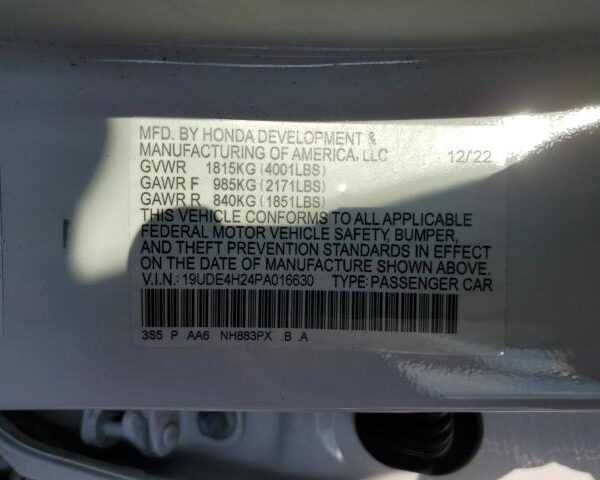 MFD. BY HONDA DEVELOPMENT &
MANUFACTURING OF AMERICA, LLC 12/22
GVWR 1815KG (4001LBS)
GAWR F 985KG (2171LBS)
GAWR R 840KG (1851LBS)
THIS VEHICLE CONFORMS TO ALL APPLICABLE
FEDERAL MOTOR VEHICLE SAFETY, BUMPER,
AND THEFT PREVENTION STANDARDS IN EFFECT
ON THE DATE OF MANUFACTURE SHOWN ABOVE.
V.I.N.: 19UDE4H24PA016630 TYPE: PASSENGER CAR
3S5 P AA6 NH883PX .B .A